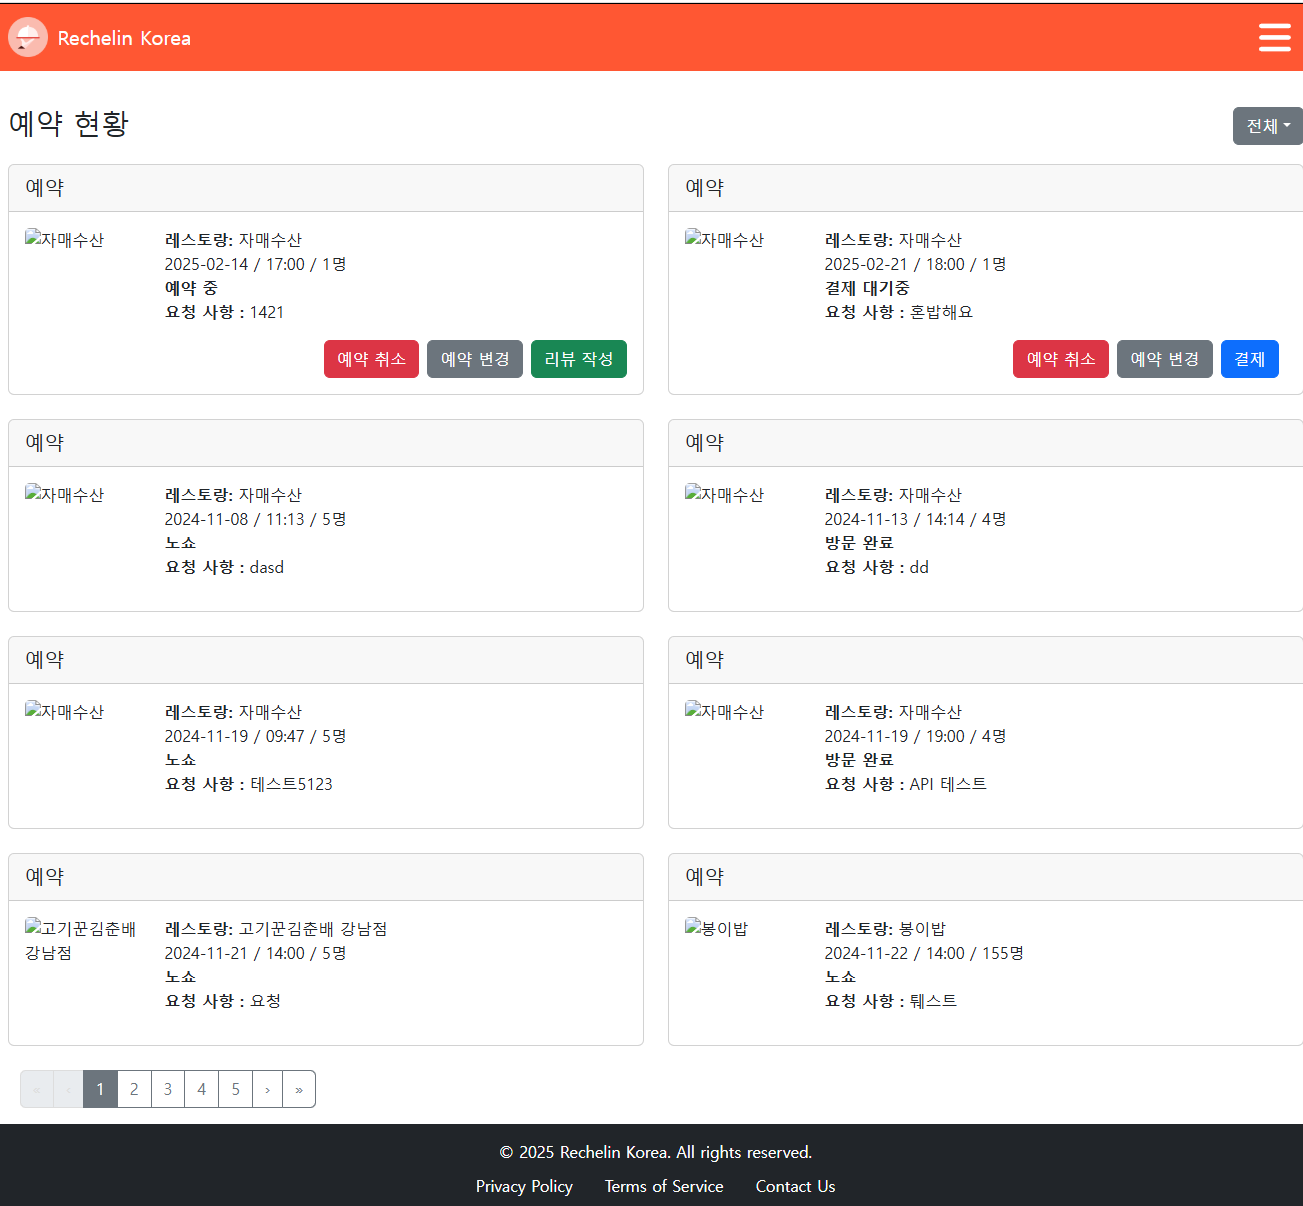 Rechelin Korea
예약 현황
전체
예약
자매수산
레스토랑: 자매수산
2025-02-14 / 17:00 / 1명
예약 중
요청 사항 : 1421
예약 취소
예약 변경
리뷰 작성
예약
자매수산
레스토랑: 자매수산
2025-02-21 / 18:00 / 1명
결제 대기중
요청 사항 : 혼밥해요
예약 취소
예약 변경
결제
예약
자매수산
레스토랑: 자매수산
2024-11-08 / 11:13 / 5명
노쇼
요청 사항 : dasd
예약
자매수산
레스토랑: 자매수산
2024-11-13 / 14:14 / 4명
방문 완료
요청 사항 : dd
예약
자매수산
레스토랑: 자매수산
2024-11-19 / 09:47 / 5명
노쇼
요청 사항 : 테스트5123
예약
자매수산
레스토랑: 자매수산
2024-11-19 / 19:00 / 4명
방문 완료
요청 사항 : API 테스트
예약
고기꾼김춘배
강남점
레스토랑: 고기꾼김춘배 강남점
2024-11-21 / 14:00 / 5명
노쇼
요청 사항 : 요청
예약
봉이밥
레스토랑: 봉이밥
2024-11-22 / 14:00 / 155명
노쇼
요청 사항 : 퉤스트
« ‹ 1 2 3 4 5 › »
© 2025 Rechelin Korea. All rights reserved.
Privacy Policy Terms of Service Contact Us